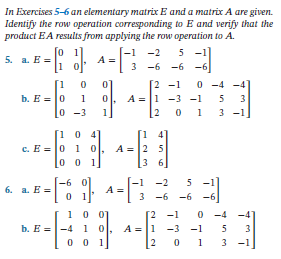 In Exercises 5–6 an elementary matrix E and a matrix A are given.
Identify the row operation corresponding to E and verify that the
product EA results from applying the row operation to A.
5. a. E = [0 1; 1 0], A = [-1 -2 5 -1; 3 -6 -6 -6]
b. E = [1 0 0; 0 1 0; 0 -3 1], A = [2 -1 0 -4 -4; 1 -3 -1 5 3; 2 0 1 3 -1]
c. E = [1 0 4; 0 1 0; 0 0 1], A = [1 4; 2 5; 3 6]
6. a. E = [-6 0; 0 1], A = [-1 -2 5 -1; 3 -6 -6 -6]
b. E = [1 0 0; -4 1 0; 0 0 1], A = [2 -1 0 -4 -4; 1 -3 -1 5 3; 2 0 1 3 -1]